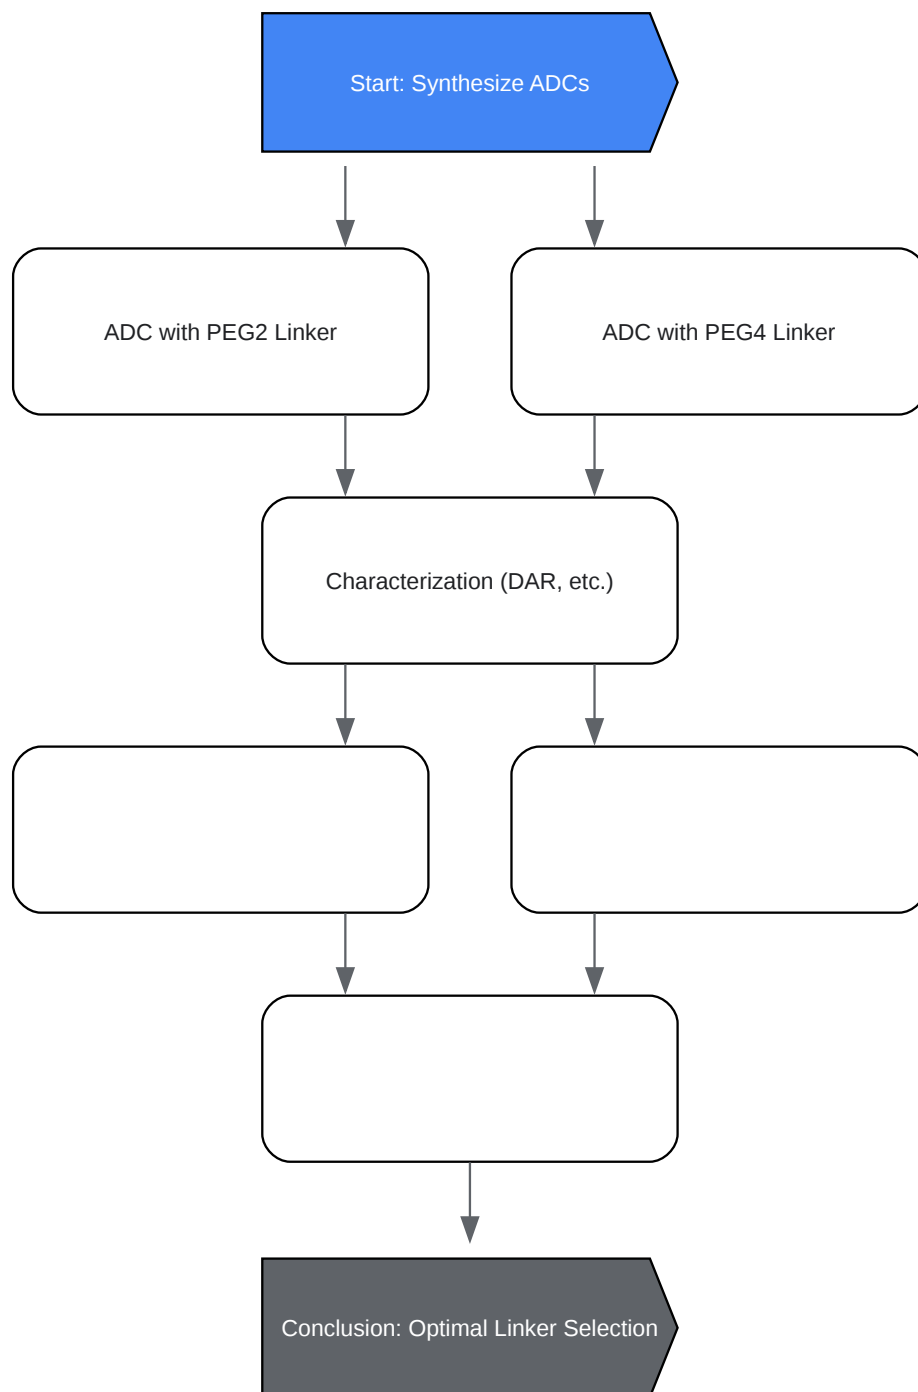 Start: Synthesize ADCs
ADC with PEG2 Linker
ADC with PEG4 Linker
Characterization (DAR, etc.)
Conclusion: Optimal Linker Selection